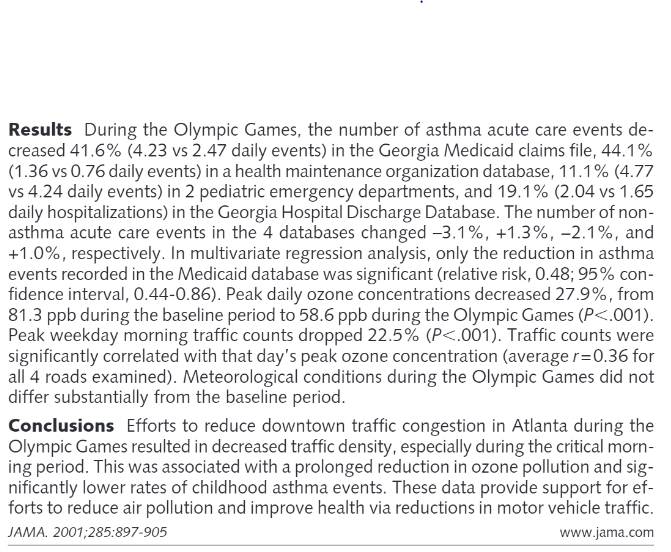 Results During the Olympic Games, the number of asthma acute care events de-
creased 41.6% (4.23 vs 2.47 daily events) in the Georgia Medicaid claims file, 44.1%
(1.36 vs 0.76 daily events) in a health maintenance organization database, 11.1% (4.77
vs 4.24 daily events) in 2 pediatric emergency departments, and 19.1% (2.04 vs 1.65
daily hospitalizations) in the Georgia Hospital Discharge Database. The number of non-
asthma acute care events in the 4 databases changed –3.1%, +1.3%, –2.1%, and
+1.0%, respectively. In multivariate regression analysis, only the reduction in asthma
events recorded in the Medicaid database was significant (relative risk, 0.48; 95% con-
fidence interval, 0.44-0.86). Peak daily ozone concentrations decreased 27.9%, from
81.3 ppb during the baseline period to 58.6 ppb during the Olympic Games (P<.001).
Peak weekday morning traffic counts dropped 22.5% (P<.001). Traffic counts were
significantly correlated with that day's peak ozone concentration (average r=0.36 for
all 4 roads examined). Meteorological conditions during the Olympic Games did not
differ substantially from the baseline period.
Conclusions Efforts to reduce downtown traffic congestion in Atlanta during the
Olympic Games resulted in decreased traffic density, especially during the critical morn-
ing period. This was associated with a prolonged reduction in ozone pollution and sig-
nificantly lower rates of childhood asthma events. These data provide support for ef-
forts to reduce air pollution and improve health via reductions in motor vehicle traffic.
JAMA. 2001;285:897-905 www.jama.com